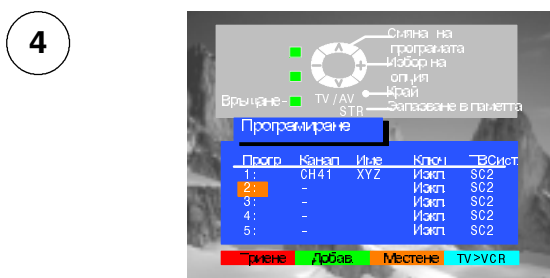 4
Смяна на
програмата
Избор на
опция
Край
Връщане
TV/AV
STR
Запазване в паметта
Програмиране
Прогр Канал Име Ключ ТВСист.
1: CH41 XYZ Изкл SC2
2: - Изкл SC2
3: - Изкл SC2
4: - Изкл SC2
5: - Изкл SC2
Триене Добав. Местене TV>VCR